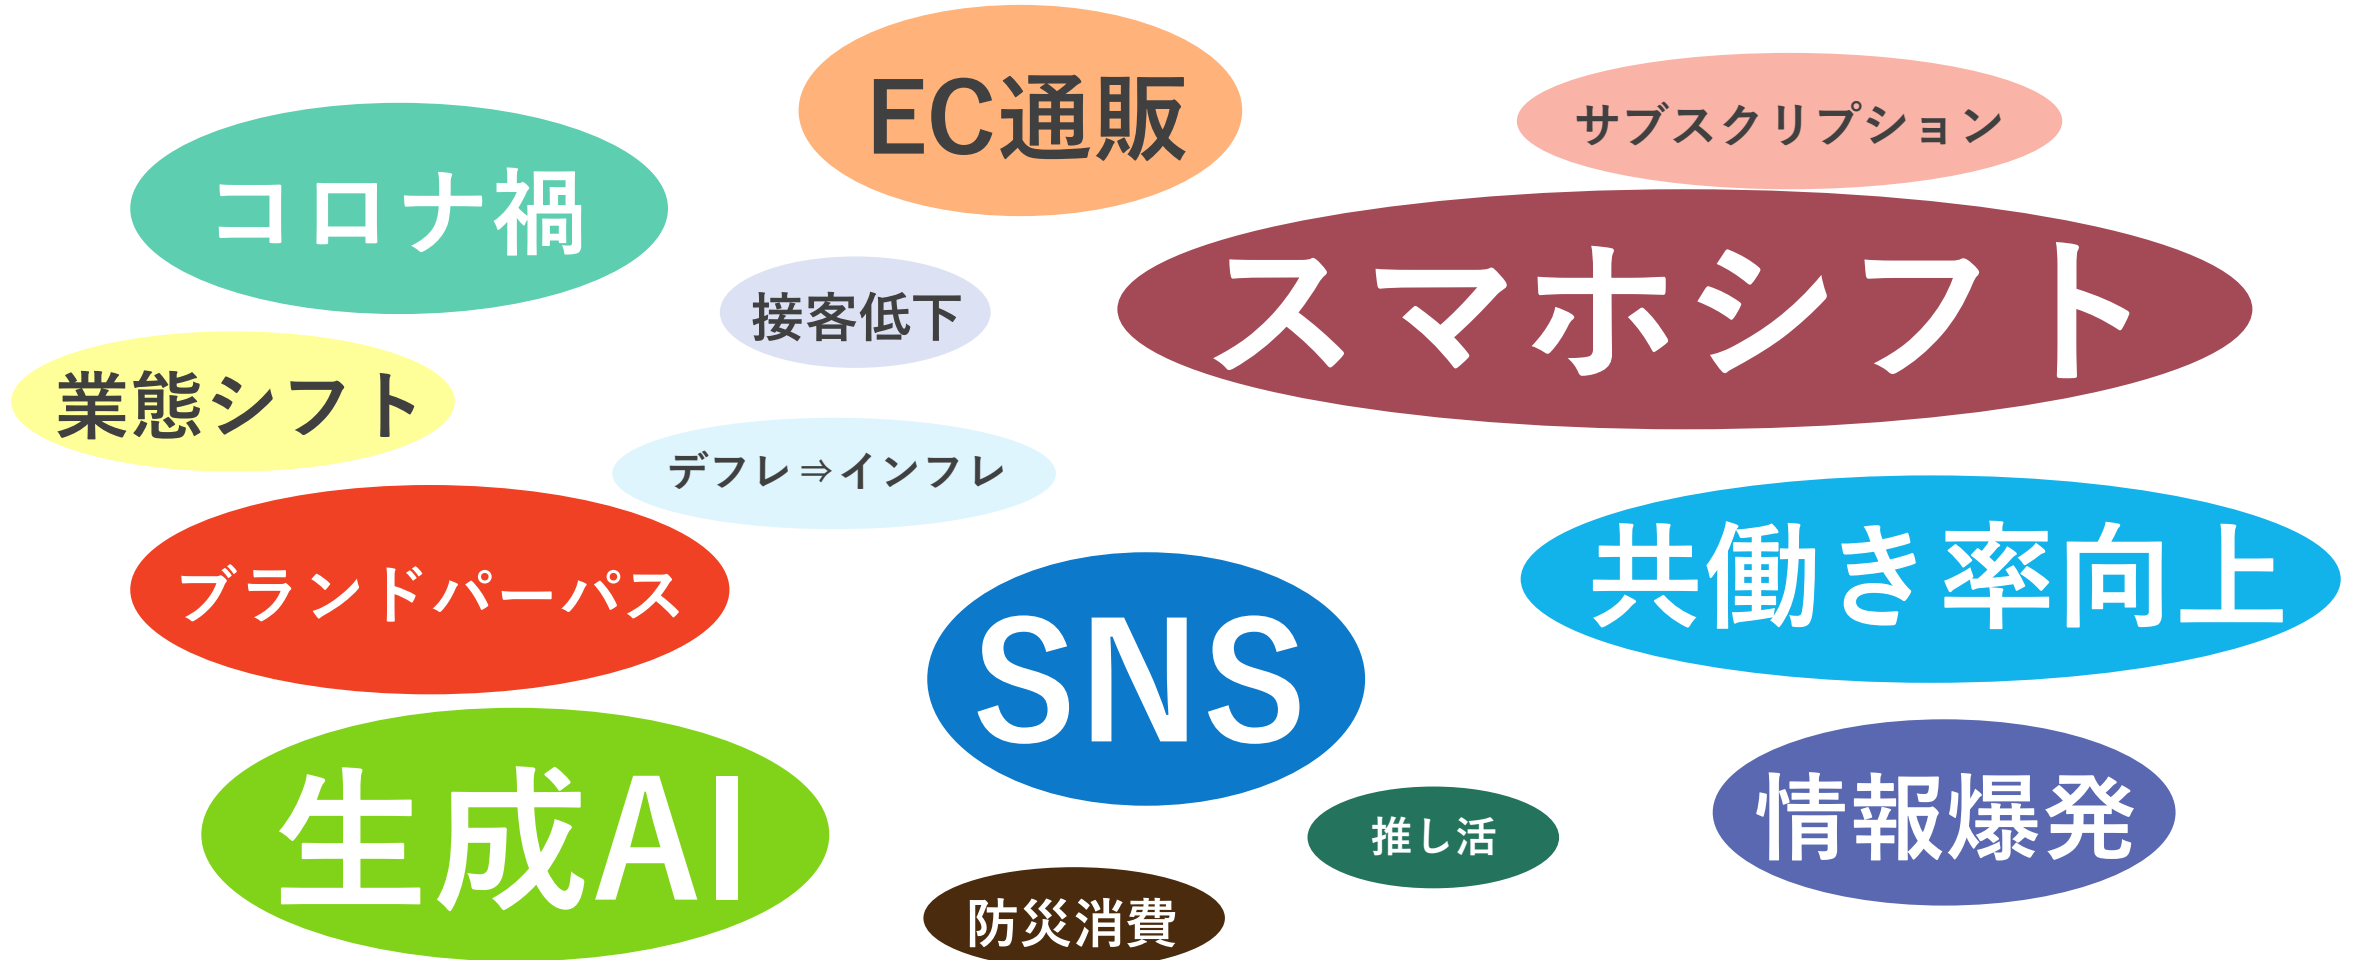 EC通販
サブスクリプション
コロナ禍
スマホシフト
接客低下
業態シフト
デフレ⇒インフレ
ブランドパーパス
共働き率向上
SNS
生成AI
情報爆発
推し活
防災消費